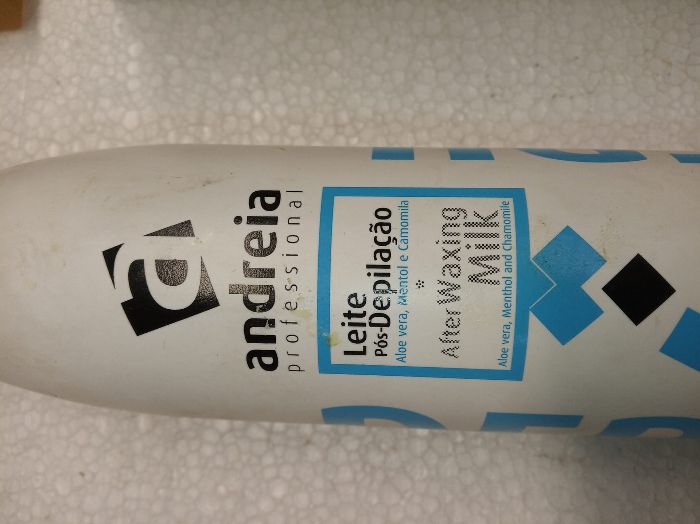 a
andreia
professional
Leite
Pós-Depilação
Aloe vera, Mentol e Camomila
After Waxing
Milk
Aloe vera, Menthol and Chamomile